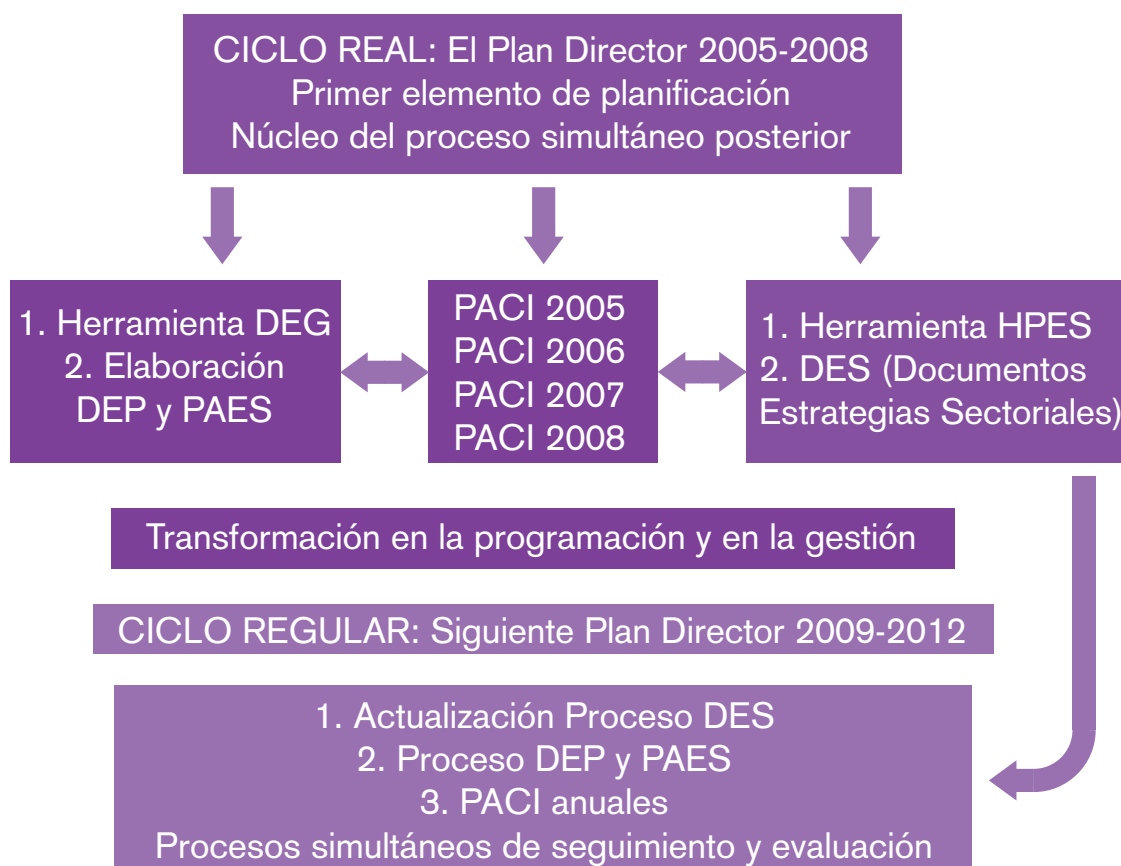 CICLO REAL: El Plan Director 2005-2008
Primer elemento de planificación
Núcleo del proceso simultáneo posterior
1. Herramienta DEG
2. Elaboración
DEP y PAES
PACI 2005
PACI 2006
PACI 2007
PACI 2008
1. Herramienta HPES
2. DES (Documentos
Estrategias Sectoriales)
Transformación en la programación y en la gestión
CICLO REGULAR: Siguiente Plan Director 2009-2012
1. Actualización Proceso DES
2. Proceso DEP y PAES
3. PACI anuales
Procesos simultáneos de seguimiento y evaluación